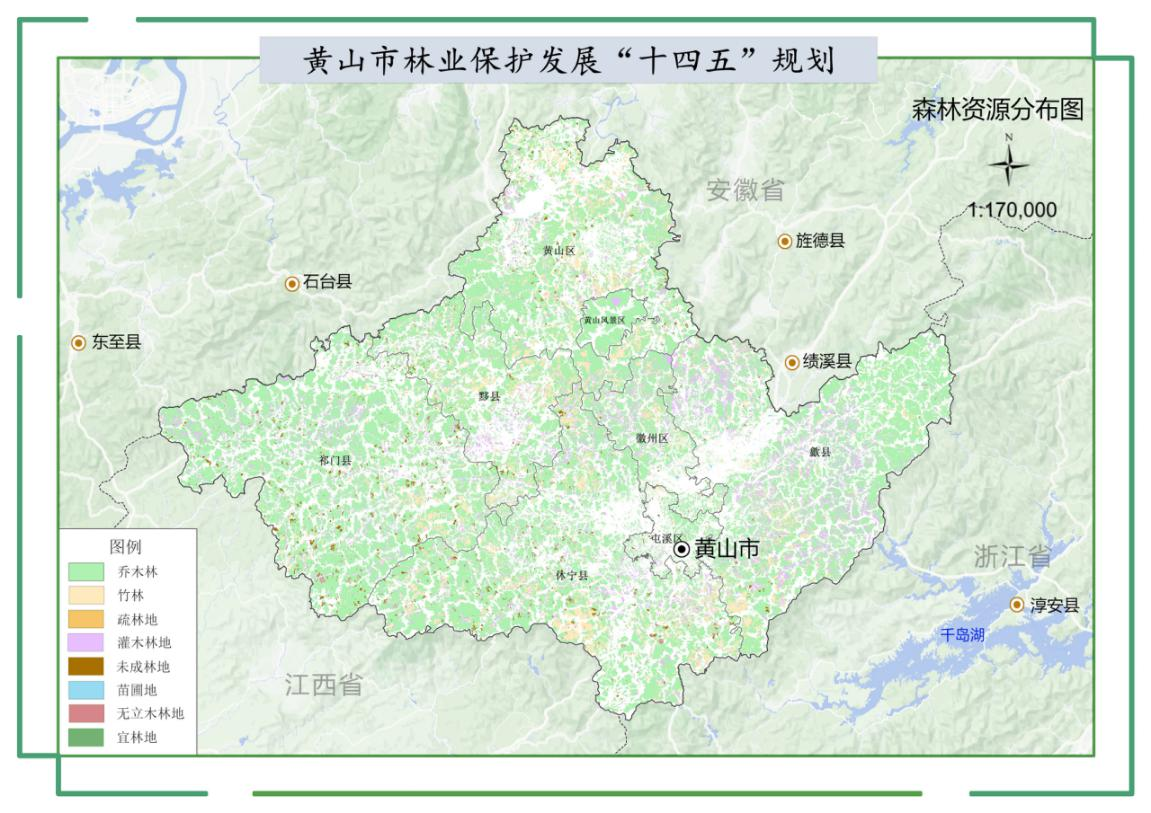 黄山市林业保护发展“十四五”规划
森林资源分布图
N
1:170,000
安徽省
旌德县
黄山区
石台县
黄山风景区
东至县
绩溪县
黟县
徽州区
歙县
祁门县
屯溪区
黄山市
浙江省
休宁县
淳安县
千岛湖
江西省
图例
乔木林
竹林
疏林地
灌木林地
未成林地
苗圃地
无立木林地
宜林地